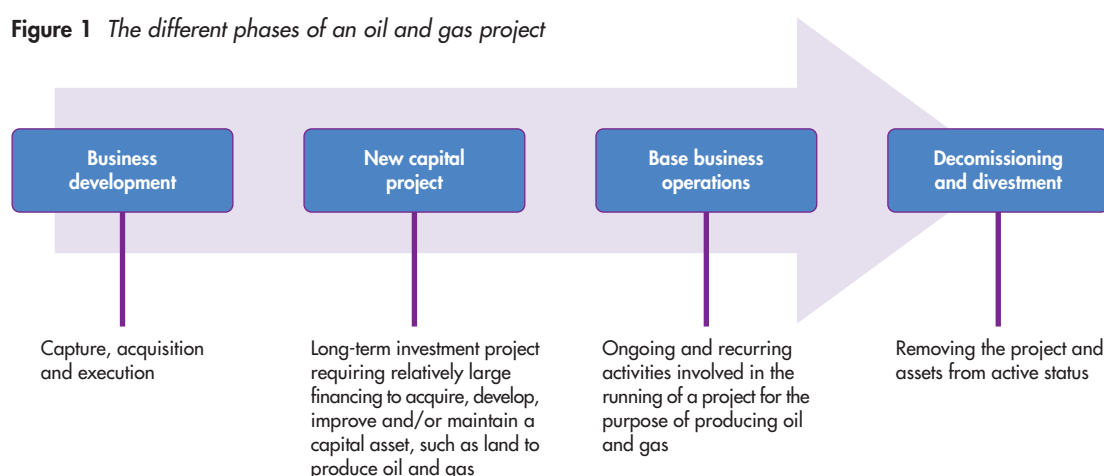 Figure 1 The different phases of an oil and gas project
Business
development
New capital
project
Base business
operations
Decomissioning
and divestment
Capture, acquisition
and execution
Long-term investment project
requiring relatively large
financing to acquire, develop,
improve and/or maintain a
capital asset, such as land to
produce oil and gas
Ongoing and recurring
activities involved in the
running of a project for the
purpose of producing oil
and gas
Removing the project and
assets from active status